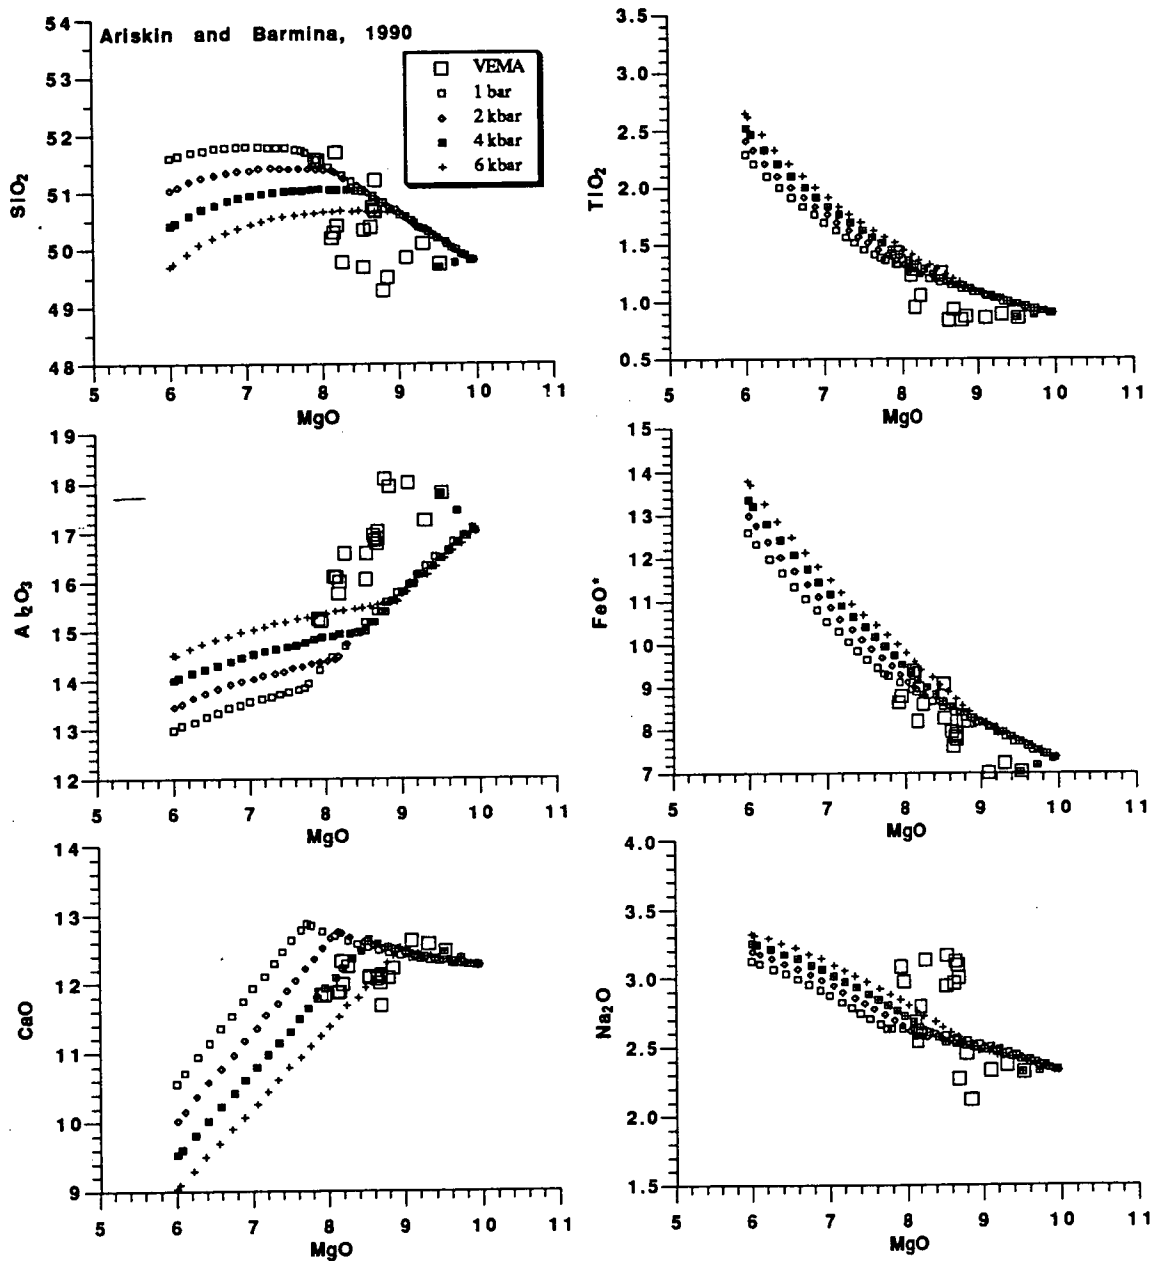 Ariskin and Barmina, 1990
VEMA
1 bar
2 kbar
4 kbar
6 kbar
54
53
52
51
50
49
48
SiO₂
5 6 7 8 9 10 11
MgO
3.5
3.0
2.5
2.0
1.5
1.0
0.5
TiO₂
5 6 7 8 9 10 11
MgO
19
18
17
16
15
14
13
12
Al₂O₃
5 6 7 8 9 10 11
MgO
15
14
13
12
11
10
9
8
7
FeO*
5 6 7 8 9 10 11
MgO
14
13
12
11
10
9
CaO
5 6 7 8 9 10 11
MgO
4.0
3.5
3.0
2.5
2.0
1.5
Na₂O
5 6 7 8 9 10 11
MgO